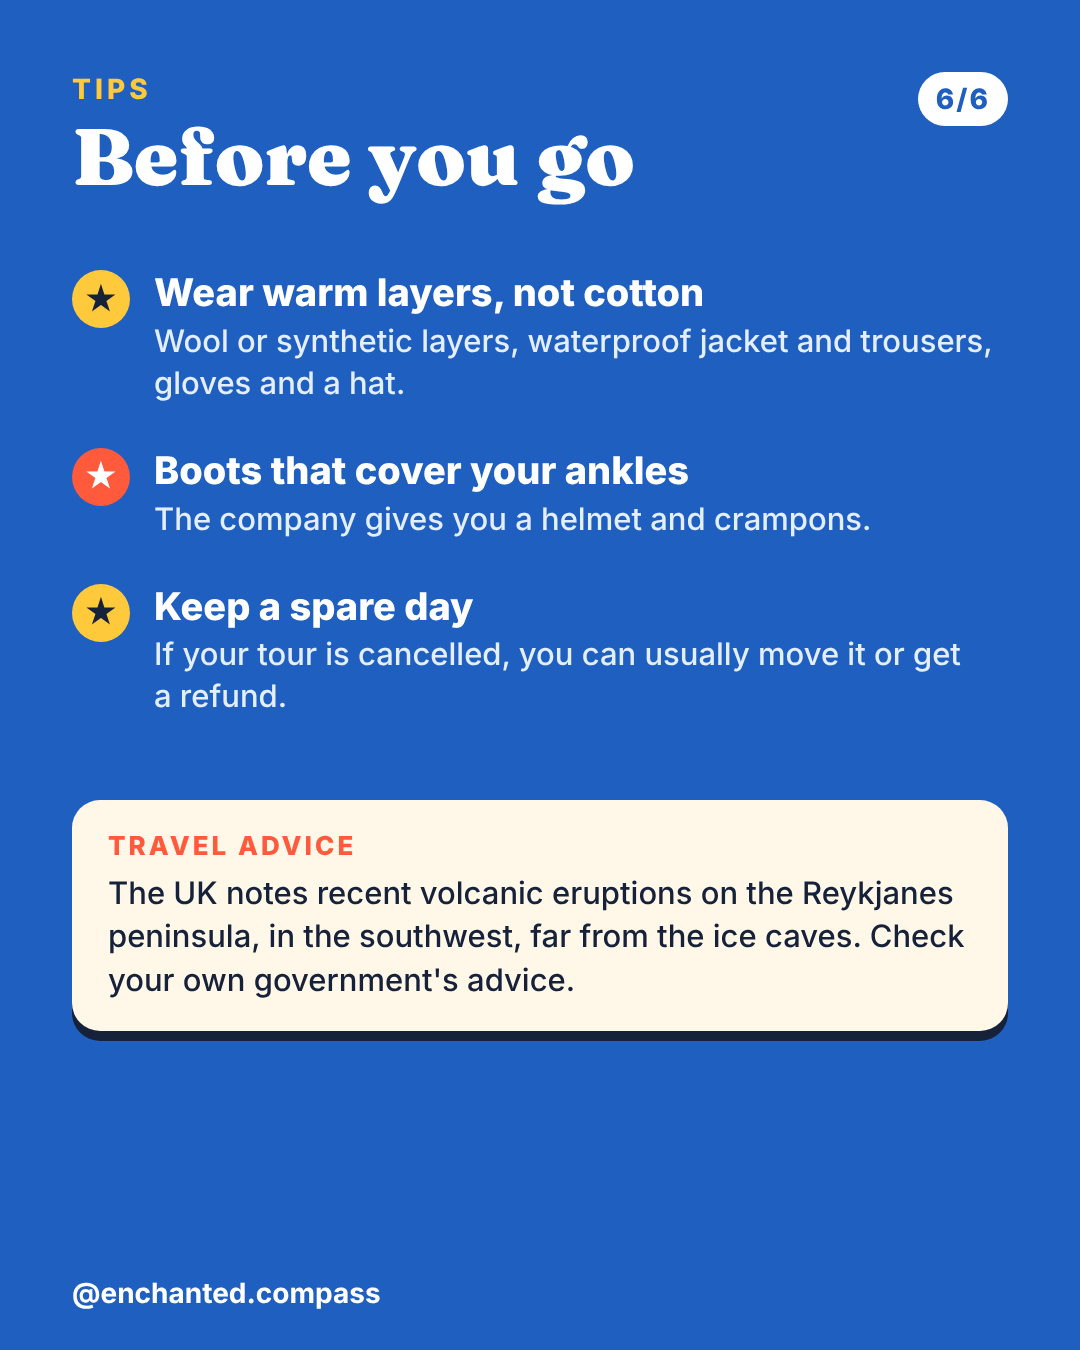 TIPS
6/6
Before you go
Wear warm layers, not cotton
Wool or synthetic layers, waterproof jacket and trousers,
gloves and a hat.
Boots that cover your ankles
The company gives you a helmet and crampons.
Keep a spare day
If your tour is cancelled, you can usually move it or get
a refund.
TRAVEL ADVICE
The UK notes recent volcanic eruptions on the Reykjanes
peninsula, in the southwest, far from the ice caves. Check
your own government's advice.
@enchanted.compass